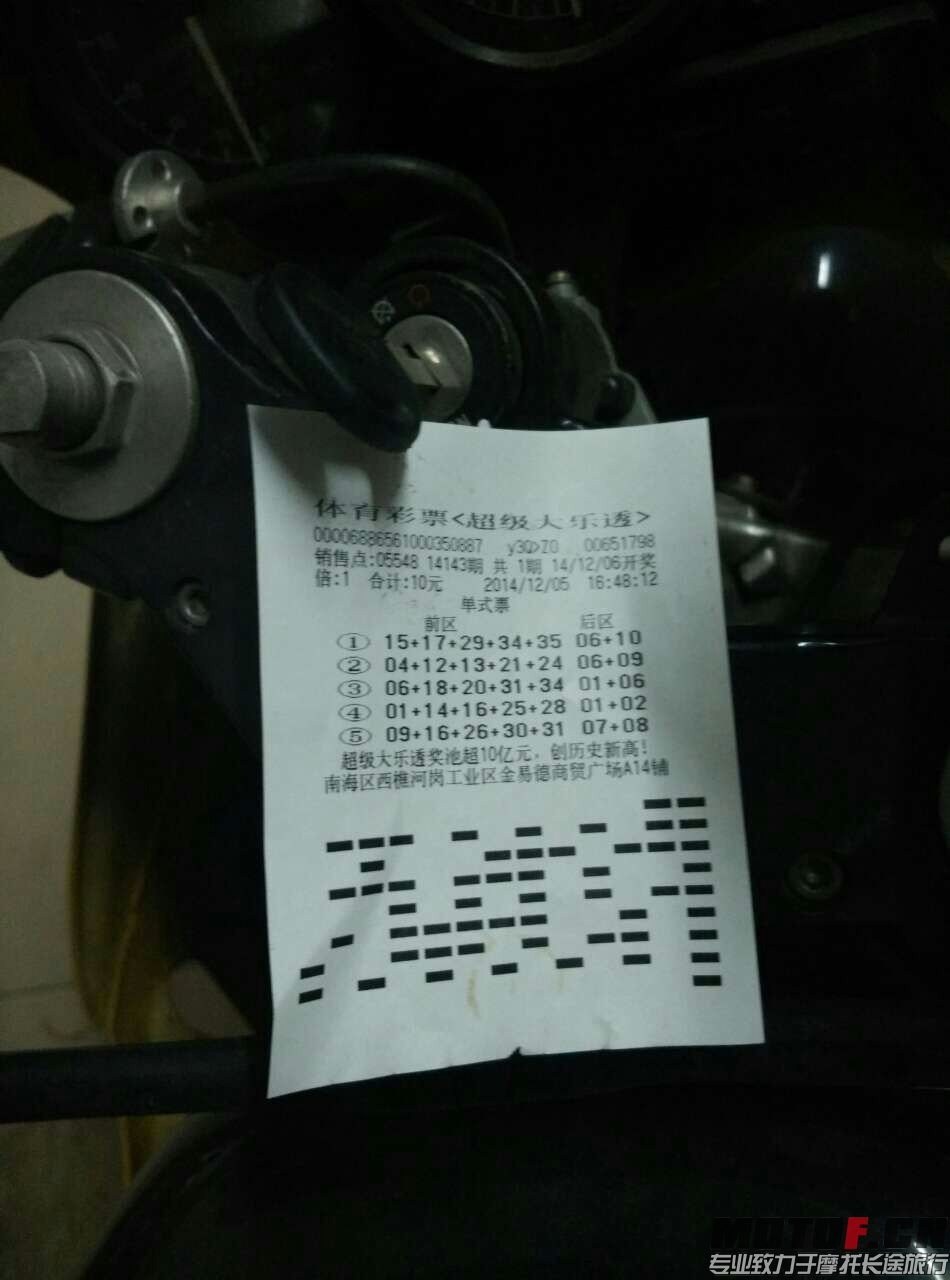 体育彩票<超级大乐透>
00006886561000350887 y3Q>Z0 00651798
销售点:05548 14143期 共 1期 14/12/06开奖
倍:1 合计:10元 2014/12/05 16:48:12
单式票
前区 后区
① 15+17+29+34+35 06+10
② 04+12+13+21+24 06+09
③ 06+18+20+31+34 01+06
④ 01+14+16+25+28 01+02
⑤ 09+16+26+30+31 07+08
超级大乐透奖池超10亿元，创历史新高!
南海区西樵河岗工业区金易德商贸广场A14铺
MOTOF.CN
专业致力于摩托长途旅行